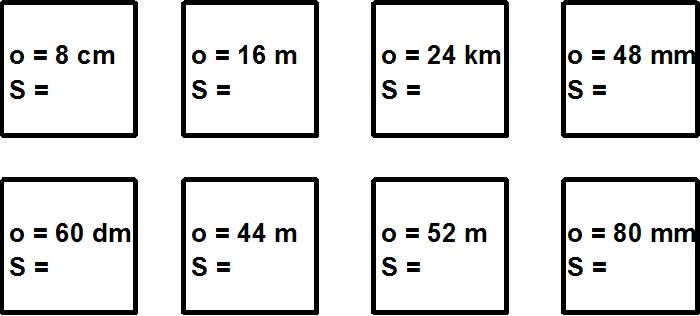 o = 8 cm
S =
o = 16 m
S =
o = 24 km
S =
o = 48 mm
S =
o = 60 dm
S =
o = 44 m
S =
o = 52 m
S =
o = 80 mm
S =